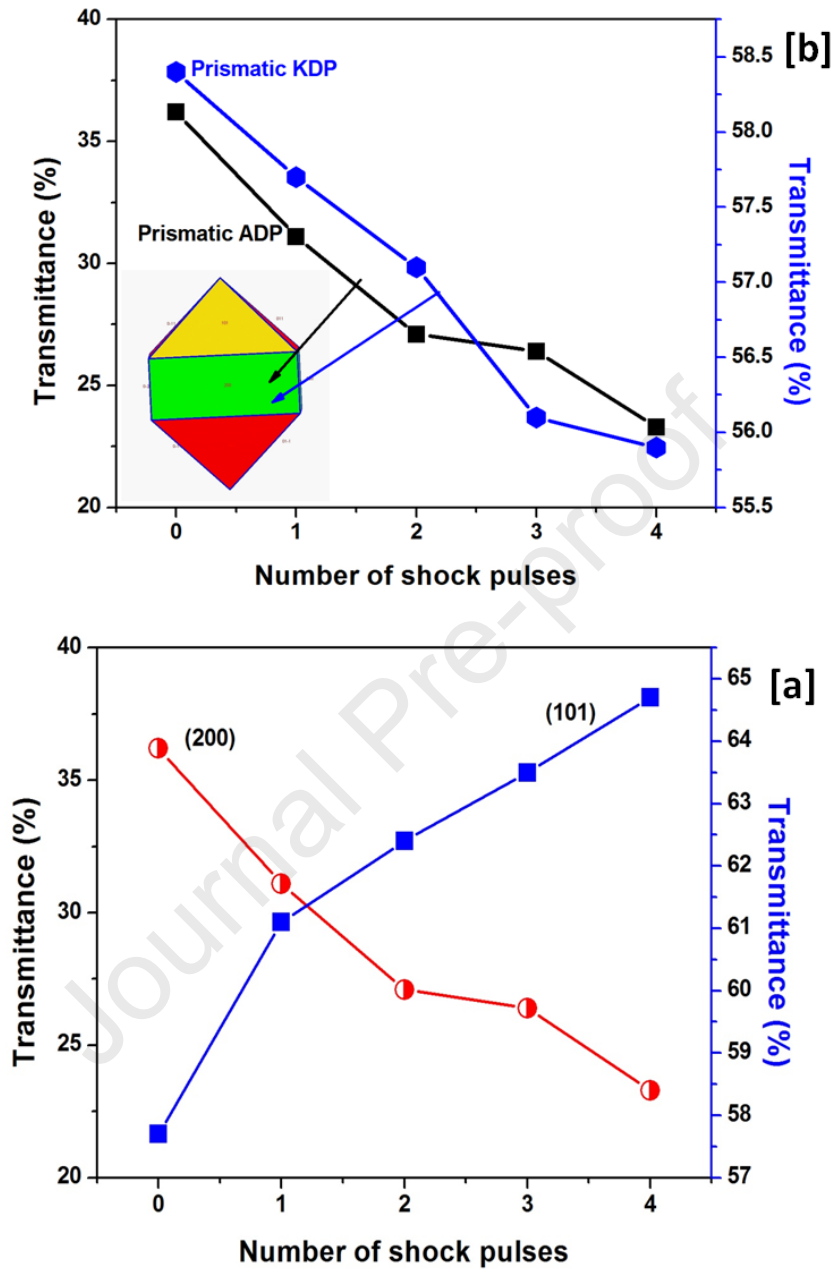 [b]
Prismatic KDP
Prismatic ADP
Transmittance (%)
40
35
30
25
20
Transmittance (%)
58.5
58.0
57.5
57.0
56.5
56.0
55.5
0 1 2 3 4
Number of shock pulses
Journal Pre-proof
[a]
(200)
(101)
Transmittance (%)
40
35
30
25
20
Transmittance (%)
65
64
63
62
61
60
59
58
57
0 1 2 3 4
Number of shock pulses